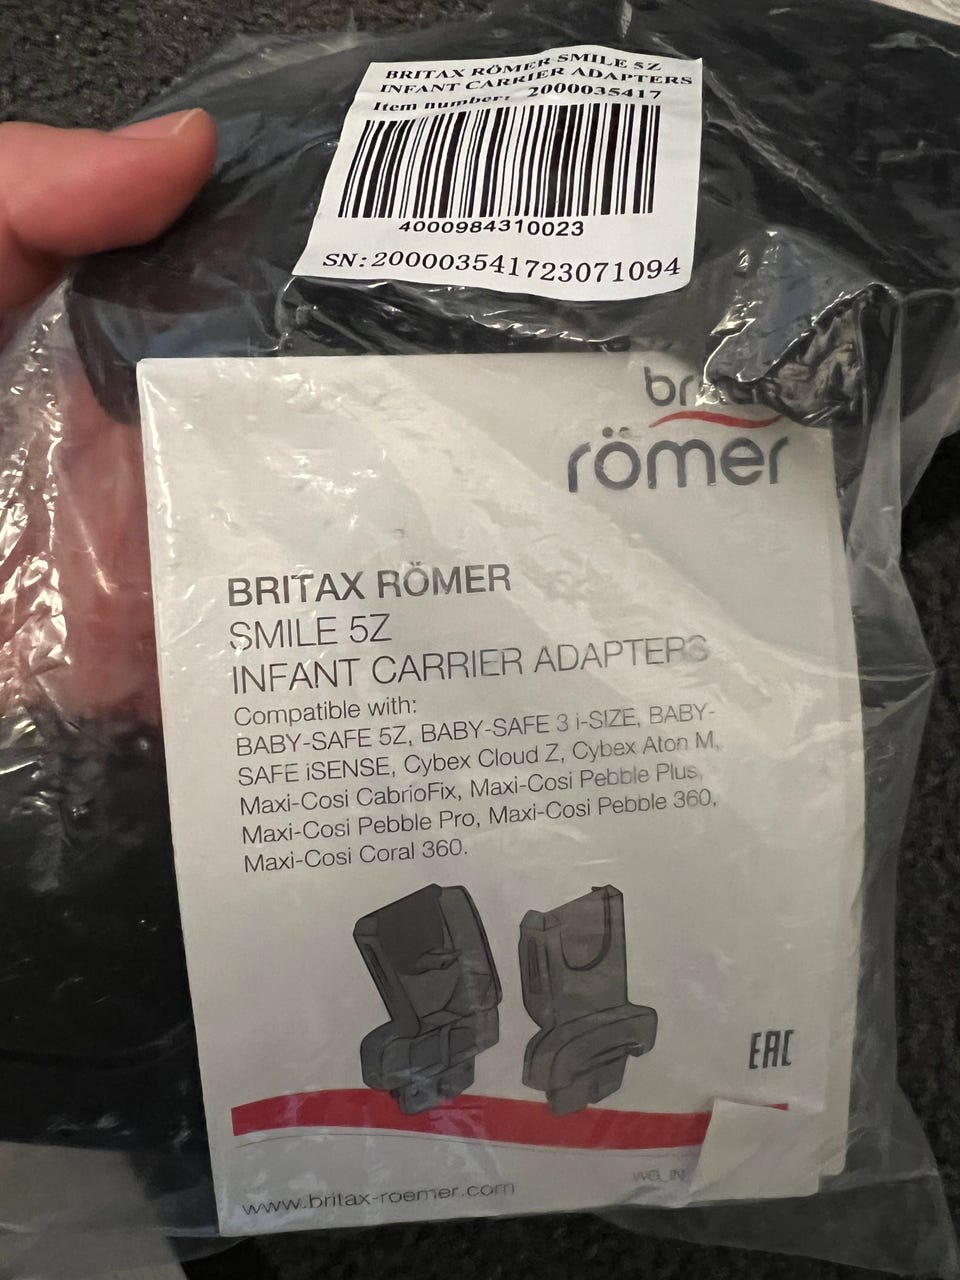 BRITAX RÖMER SMILE 5Z
INFANT CARRIER ADAPTERS
Item number: 2000035417
4000984310023
SN:200003541723071094
römer
BRITAX RÖMER
SMILE 5Z
INFANT CARRIER ADAPTERS
Compatible with:
BABY-SAFE 5Z, BABY-SAFE 3 i-SIZE, BABY-
SAFE iSENSE, Cybex Cloud Z, Cybex Aton M,
Maxi-Cosi CabrioFix, Maxi-Cosi Pebble Plus,
Maxi-Cosi Pebble Pro, Maxi-Cosi Pebble 360,
Maxi-Cosi Coral 360.
EAC
www.britax-roemer.com